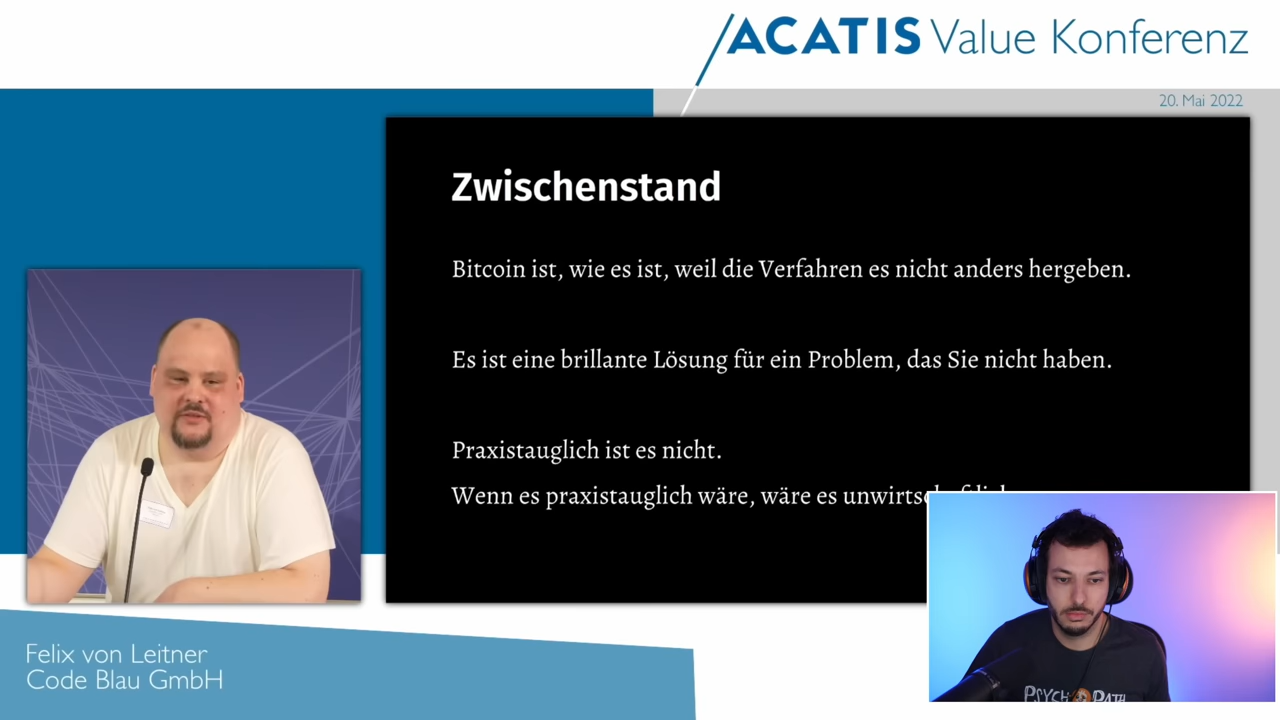 ACATIS Value Konferenz
20. Mai 2022
Zwischenstand
Bitcoin ist, wie es ist, weil die Verfahren es nicht anders hergeben.
Es ist eine brillante Lösung für ein Problem, das Sie nicht haben.
Praxistauglich ist es nicht.
Wenn es praxistauglich wäre, wäre es
Felix von Leitner
Code Blau GmbH
PSYCHOPATH